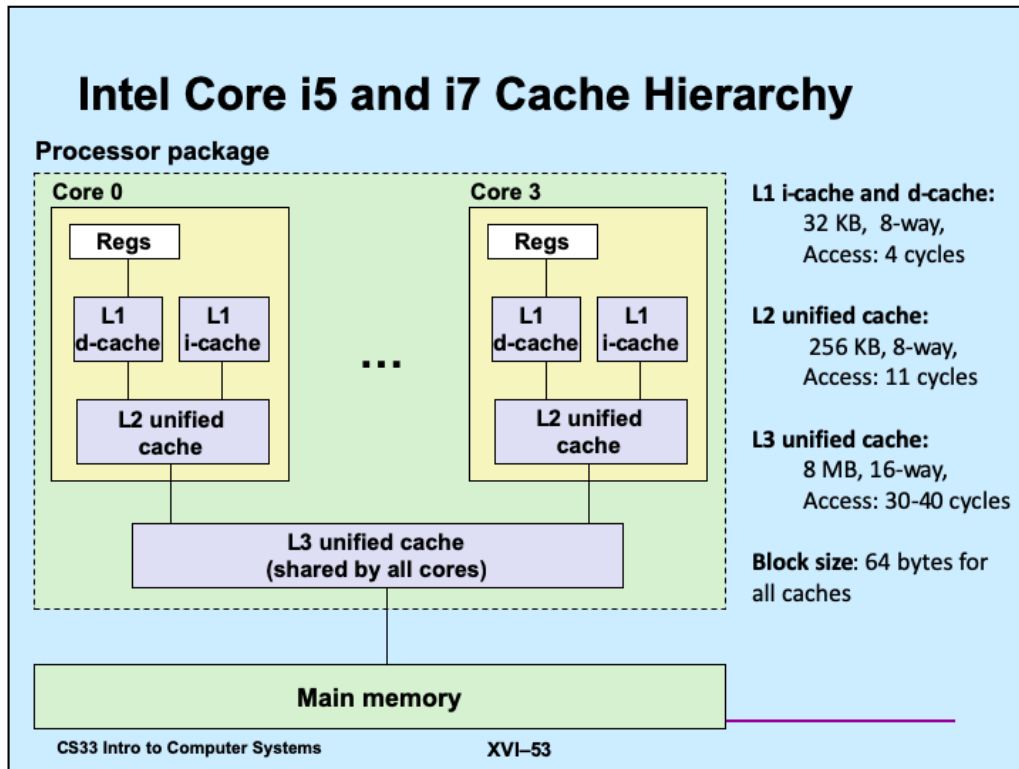 Intel Core i5 and i7 Cache Hierarchy
Processor package
Core 0
Regs
L1
d-cache
L1
i-cache
L2 unified
cache
...
Core 3
Regs
L1
d-cache
L1
i-cache
L2 unified
cache
L3 unified cache
(shared by all cores)
Main memory
L1 i-cache and d-cache:
32 KB, 8-way,
Access: 4 cycles
L2 unified cache:
256 KB, 8-way,
Access: 11 cycles
L3 unified cache:
8 MB, 16-way,
Access: 30-40 cycles
Block size: 64 bytes for
all caches
CS33 Intro to Computer Systems
XVI–53